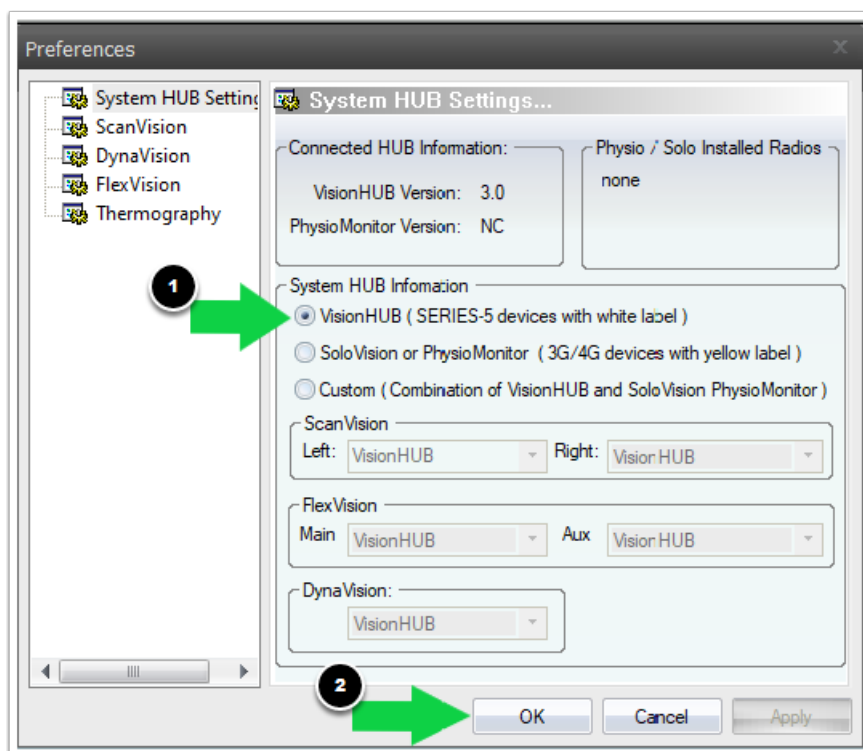 Preferences
x
System HUB Setting
ScanVision
DynaVision
FlexVision
Thermography
System HUB Settings...
Connected HUB Information:
VisionHUB Version: 3.0
PhysioMonitor Version: NC
Physio / Solo Installed Radios
none
1
System HUB Infomation
VisionHUB ( SERIES-5 devices with white label )
SoloVision or PhysioMonitor ( 3G/4G devices with yellow label )
Custom ( Combination of VisionHUB and SoloVision PhysioMonitor )
ScanVision
Left: VisionHUB Right: VisionHUB
FlexVision
Main VisionHUB Aux VisionHUB
DynaVision:
VisionHUB
2
OK Cancel Apply